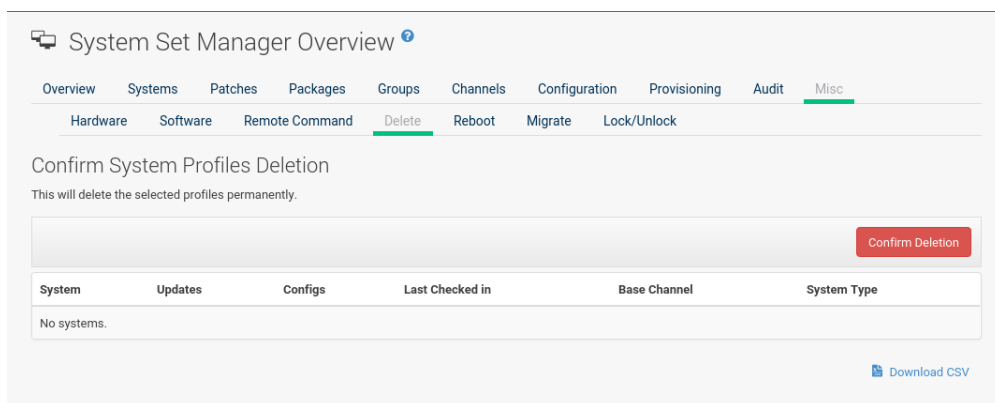 System Set Manager Overview ?
Overview Systems Patches Packages Groups Channels Configuration Provisioning Audit Misc
Hardware Software Remote Command Delete Reboot Migrate Lock/Unlock
Confirm System Profiles Deletion
This will delete the selected profiles permanently.
Confirm Deletion
System Updates Configs Last Checked in Base Channel System Type
No systems.
Download CSV